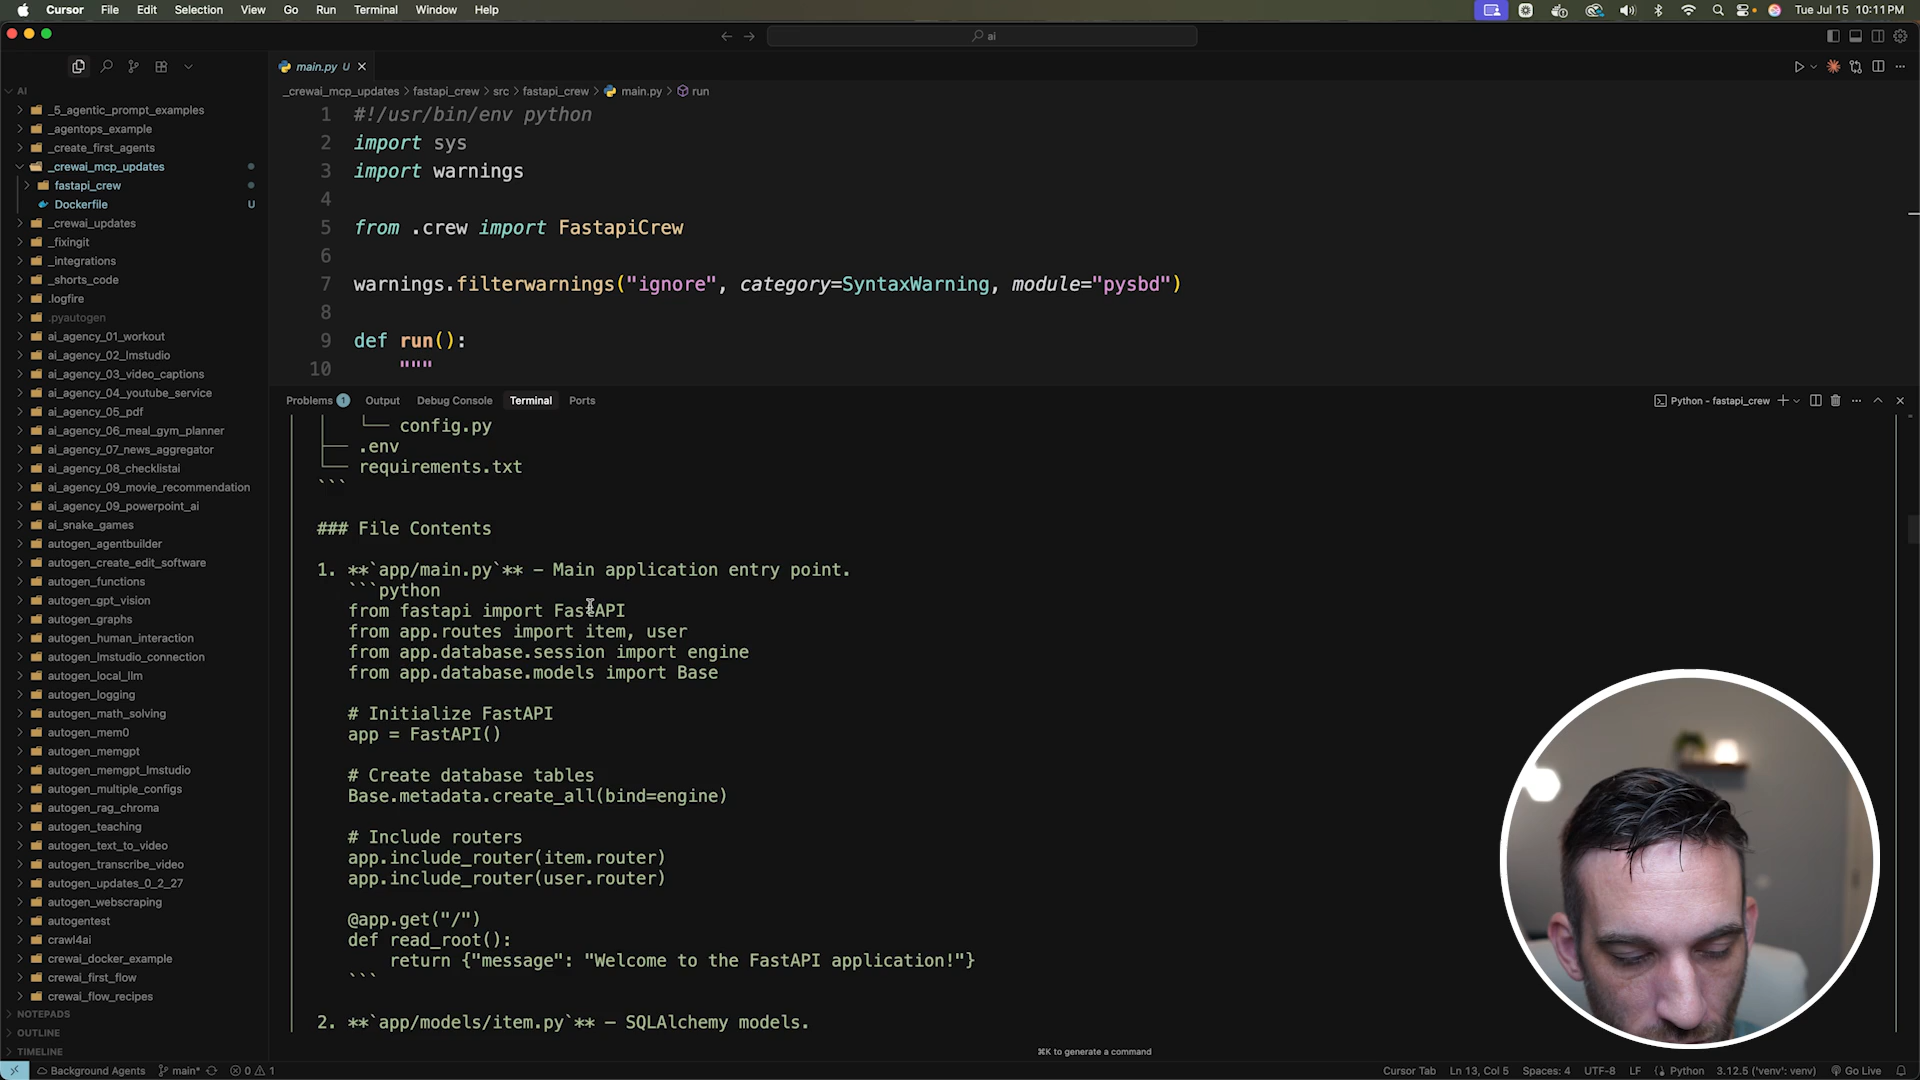 Cursor File Edit Selection View Go Run Terminal Window Help
Tue Jul 15 10:11 PM
ai
main.py U
AI
_5_agentic_prompt_examples
_agentops_example
_create_first_agents
_crewai_mcp_updates
fastapi_crew
Dockerfile U
_crewai_updates
_fixingit
_integrations
_shorts_code
.logfire
.pyautogen
ai_agency_01_workout
ai_agency_02_lmstudio
ai_agency_03_video_captions
ai_agency_04_youtube_service
ai_agency_05_pdf
ai_agency_06_meal_gym_planner
ai_agency_07_news_aggregator
ai_agency_08_checklistai
ai_agency_09_movie_recommendation
ai_agency_09_powerpoint_ai
ai_snake_games
autogen_agentbuilder
autogen_create_edit_software
autogen_functions
autogen_gpt_vision
autogen_graphs
autogen_human_interaction
autogen_lmstudio_connection
autogen_local_llm
autogen_logging
autogen_math_solving
autogen_mem0
autogen_memgpt
autogen_memgpt_lmstudio
autogen_multiple_configs
autogen_rag_chroma
autogen_teaching
autogen_text_to_video
autogen_transcribe_video
autogen_updates_0_2_27
autogen_webscraping
autogentest
crawl4ai
crewai_docker_example
crewai_first_flow
crewai_flow_recipes
NOTEPADS
OUTLINE
TIMELINE
_crewai_mcp_updates > fastapi_crew > src > fastapi_crew > main.py > run
1 #!/usr/bin/env python
2 import sys
3 import warnings
4
5 from .crew import FastapiCrew
6
7 warnings.filterwarnings("ignore", category=SyntaxWarning, module="pysbd")
8
9 def run():
10 """
Problems 1 Output Debug Console Terminal Ports
Python - fastapi_crew
└── config.py
├── .env
└── requirements.txt
```
### File Contents
1. **`app/main.py`** – Main application entry point.
```python
from fastapi import FastAPI
from app.routes import item, user
from app.database.session import engine
from app.database.models import Base
# Initialize FastAPI
app = FastAPI()
# Create database tables
Base.metadata.create_all(bind=engine)
# Include routers
app.include_router(item.router)
app.include_router(user.router)
@app.get("/")
def read_root():
return {"message": "Welcome to the FastAPI application!"}
```
2. **`app/models/item.py`** – SQLAlchemy models.
⌘K to generate a command
Background Agents main* 0 1
Cursor Tab Ln 13, Col 5 Spaces: 4 UTF-8 LF Python 3.12.5 ('venv': venv) Go Live